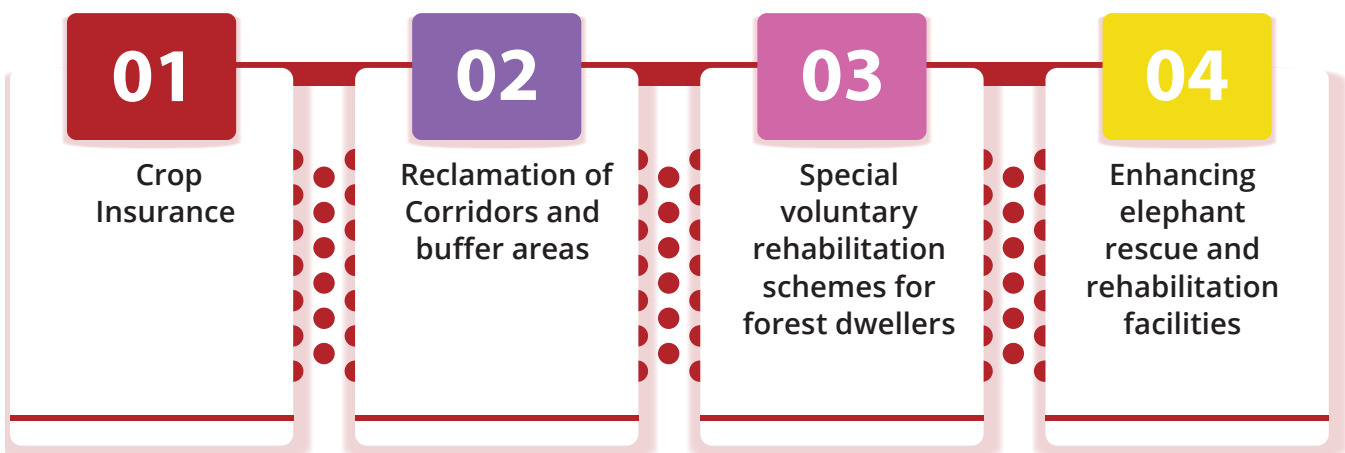 01
Crop
Insurance
02
Reclamation of
Corridors and
buffer areas
03
Special
voluntary
rehabilitation
schemes for
forest dwellers
04
Enhancing
elephant
rescue and
rehabilitation
facilities